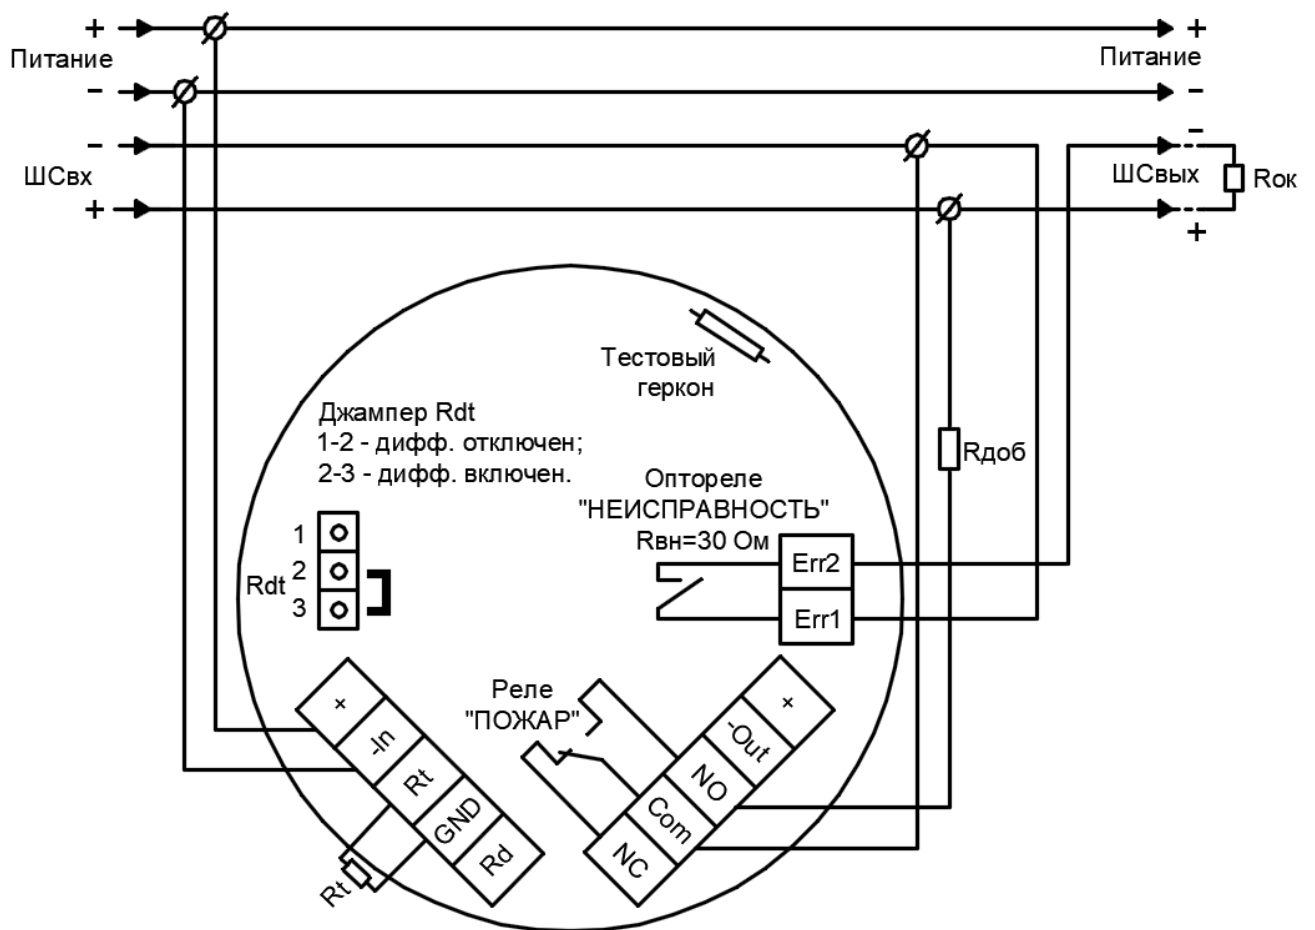 + +
Питание Питание
- -
- -
ШСвх ШСвых Rок
+ +
Тестовый
геркон
Джампер Rdt
1-2 - дифф. отключен;
2-3 - дифф. включен.
Rдоб
Оптореле
"НЕИСПРАВНОСТЬ"
Rвн=30 Ом
1
Rdt 2
3
Err2
Err1
Реле
"ПОЖАР"
+
-In
Rt
GND
Rd
+
-Out
NO
Com
NC
Rt